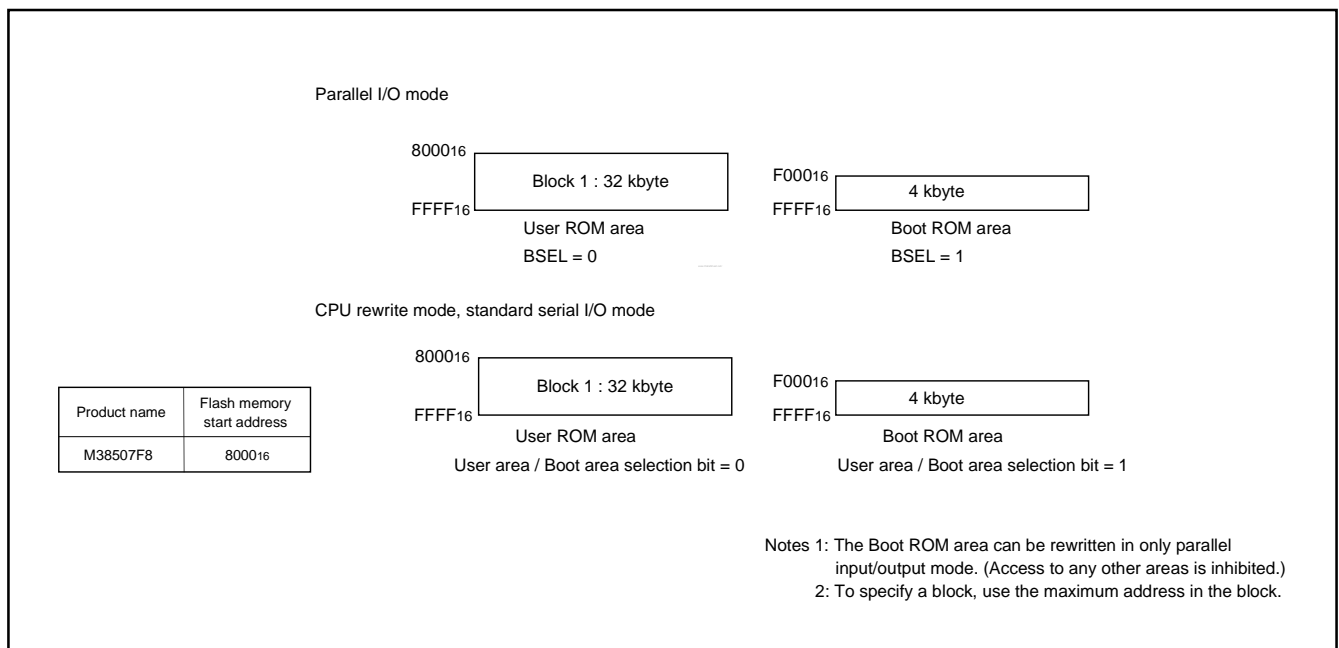 Parallel I/O mode
800016
Block 1 : 32 kbyte
FFFF16
User ROM area
BSEL = 0
F00016
4 kbyte
FFFF16
Boot ROM area
BSEL = 1
CPU rewrite mode, standard serial I/O mode
800016
Block 1 : 32 kbyte
FFFF16
User ROM area
User area / Boot area selection bit = 0
F00016
4 kbyte
FFFF16
Boot ROM area
User area / Boot area selection bit = 1
Product name
Flash memory
start address
M38507F8
800016
Notes 1: The Boot ROM area can be rewritten in only parallel
input/output mode. (Access to any other areas is inhibited.)
2: To specify a block, use the maximum address in the block.